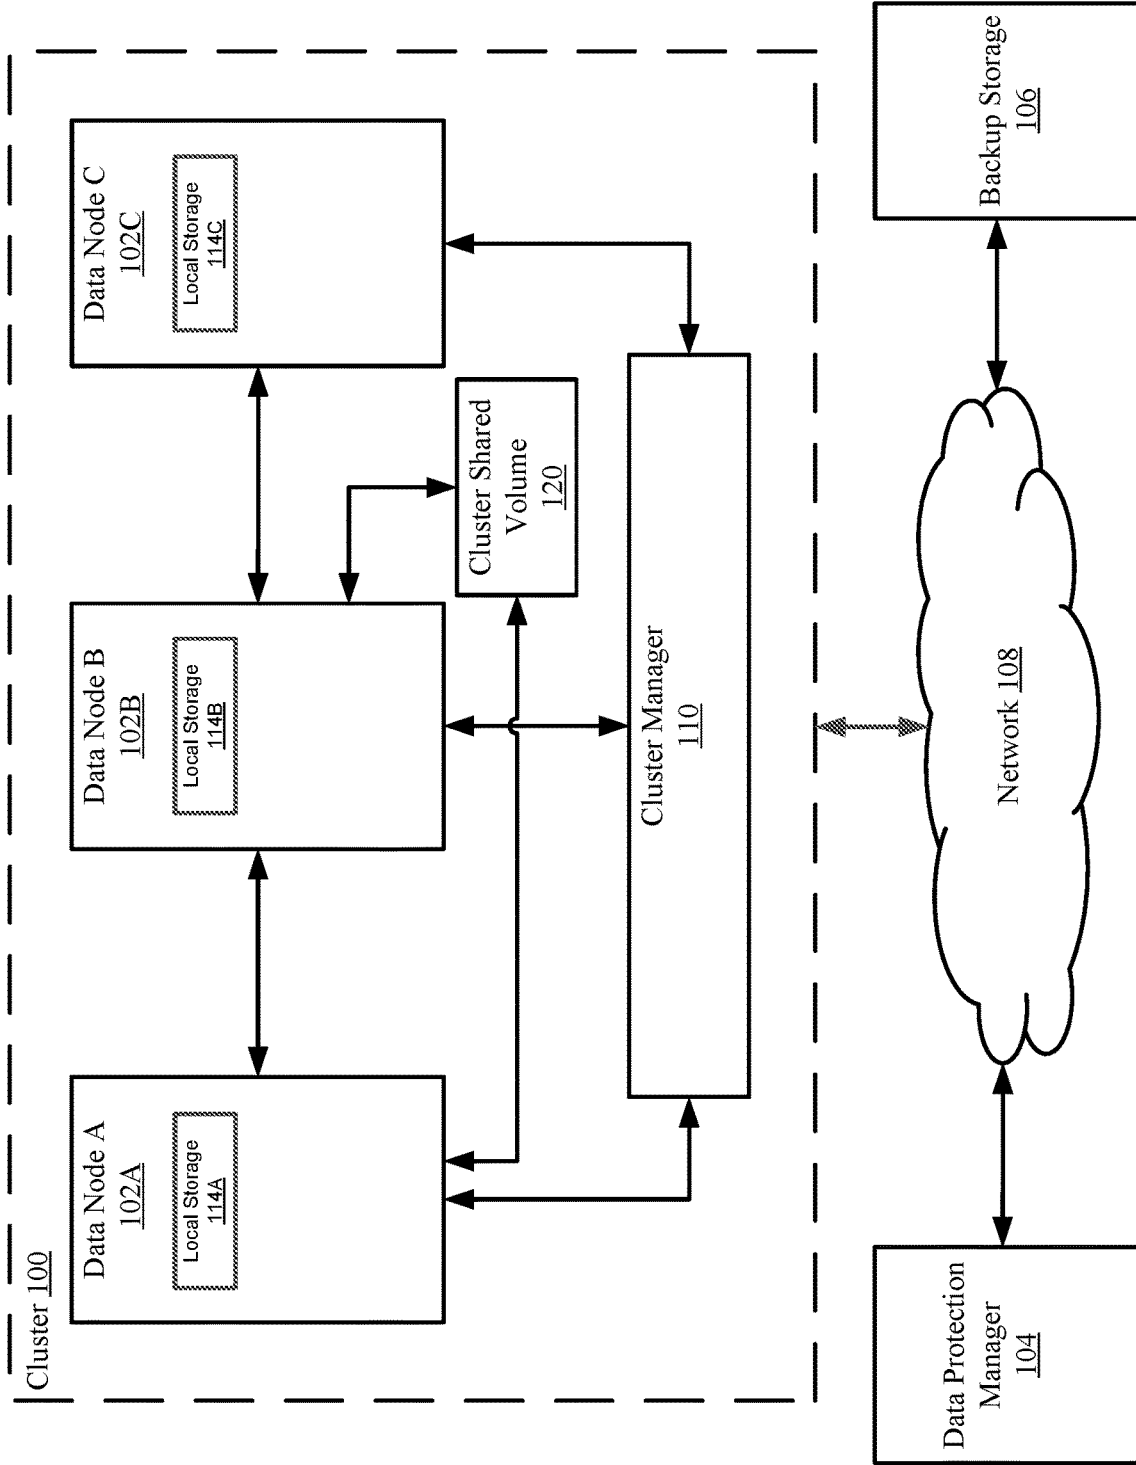 Cluster 100
Data Node A
102A
Local Storage
114A
Data Node B
102B
Local Storage
114B
Data Node C
102C
Local Storage
114C
Cluster Shared
Volume
120
Cluster Manager
110
Network 108
Data Protection
Manager
104
Backup Storage
106